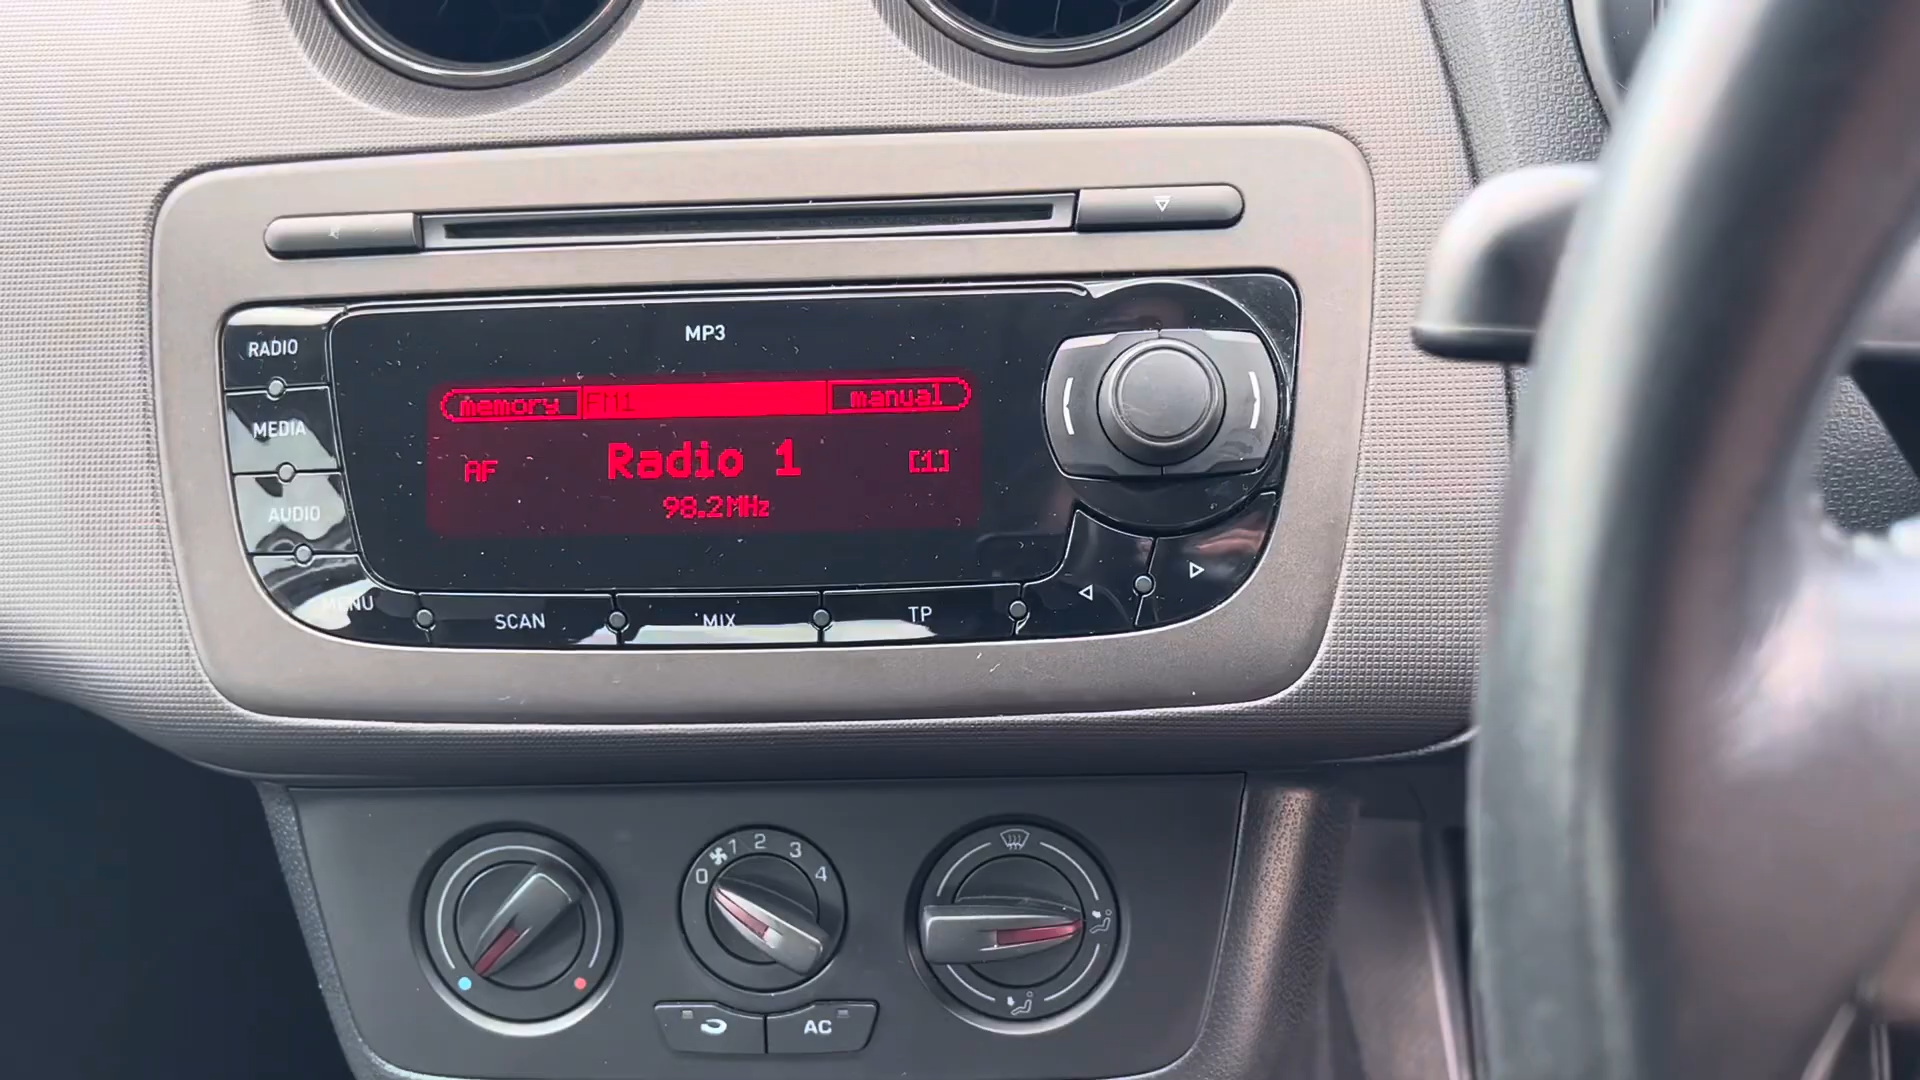 MP3
RADIO
MEDIA
AUDIO
MENU
memory FM1 manual
AF Radio 1 [1]
98.2MHz
SCAN MIX TP
0 1 2 3 4
AC